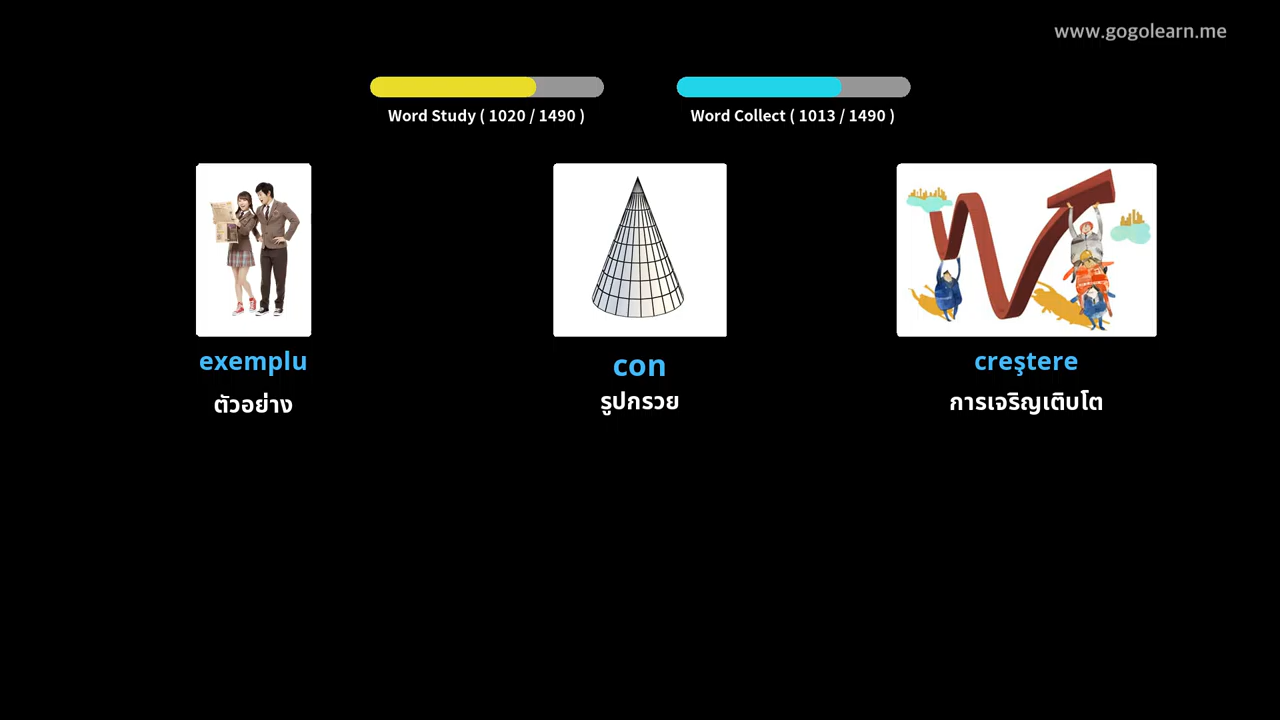 www.gogolearn.me
Word Study ( 1020 / 1490 )
Word Collect ( 1013 / 1490 )
exemplu
con
creştere
ตัวอย่าง
รูปกรวย
การเจริญเติบโต